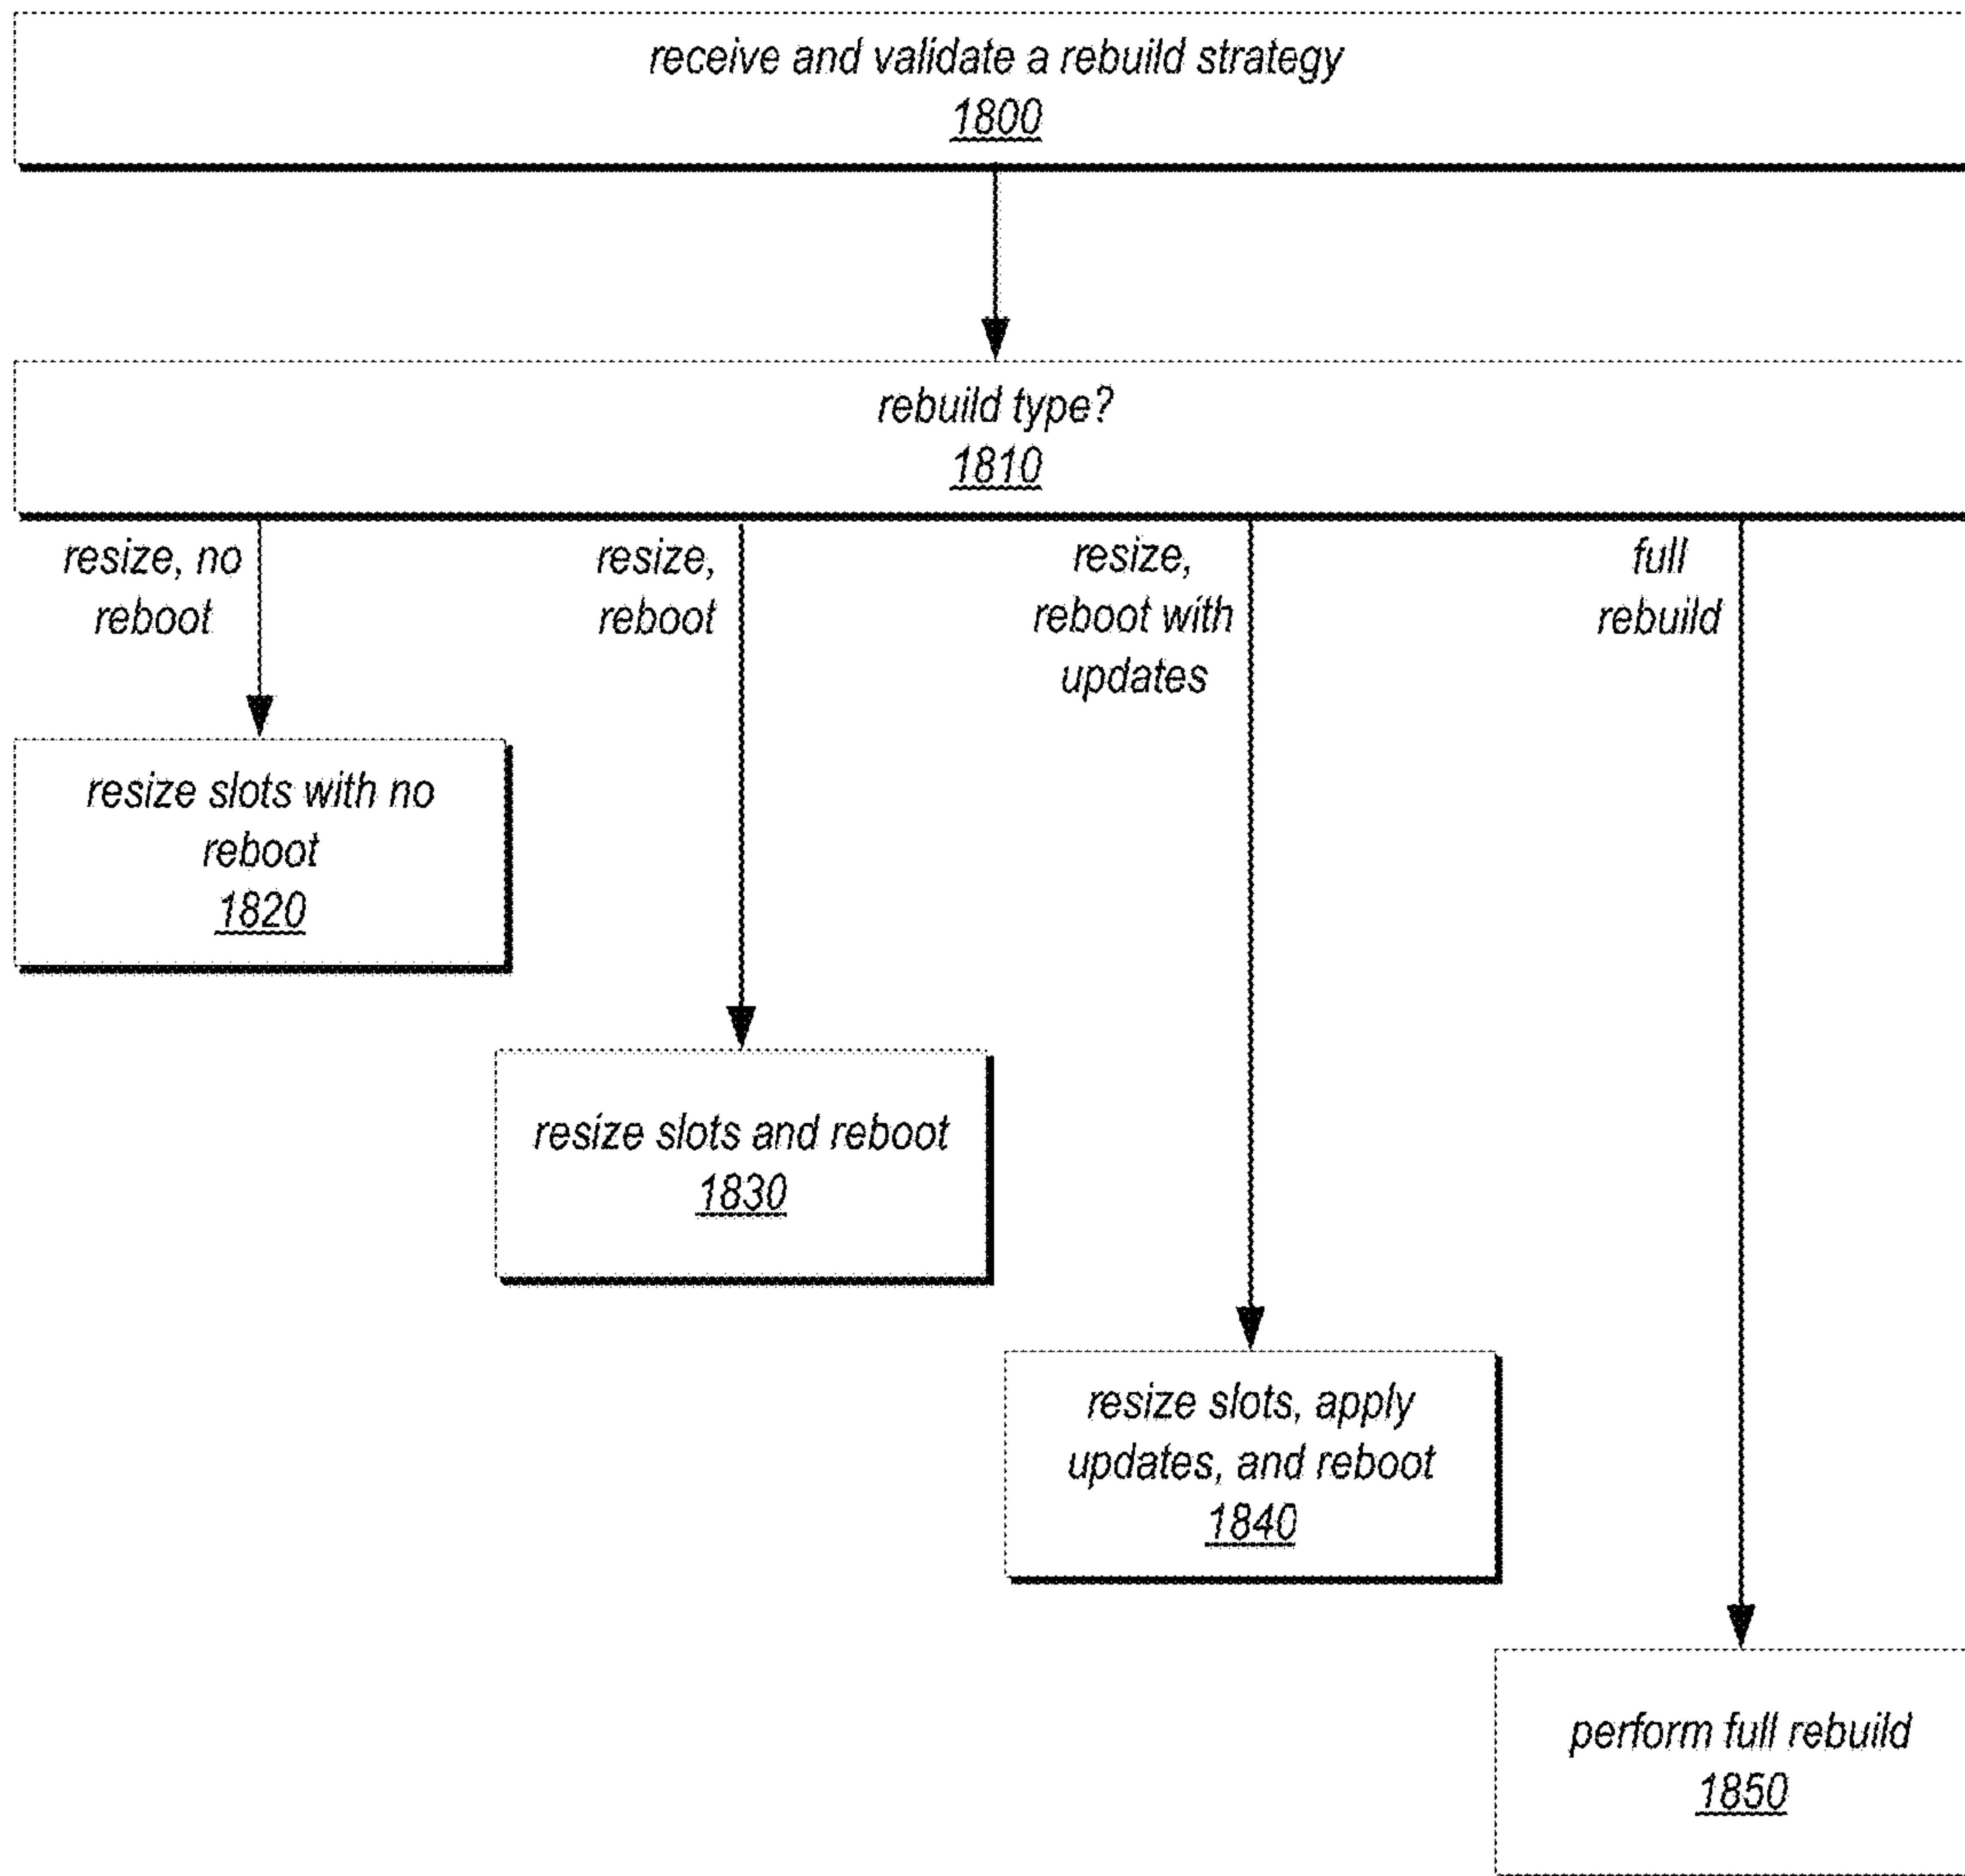 receive and validate a rebuild strategy
1800
rebuild type?
1810
resize, no
reboot
resize,
reboot
resize,
reboot with
updates
full
rebuild
resize slots with no
reboot
1820
resize slots and reboot
1830
resize slots, apply
updates, and reboot
1840
perform full rebuild
1850